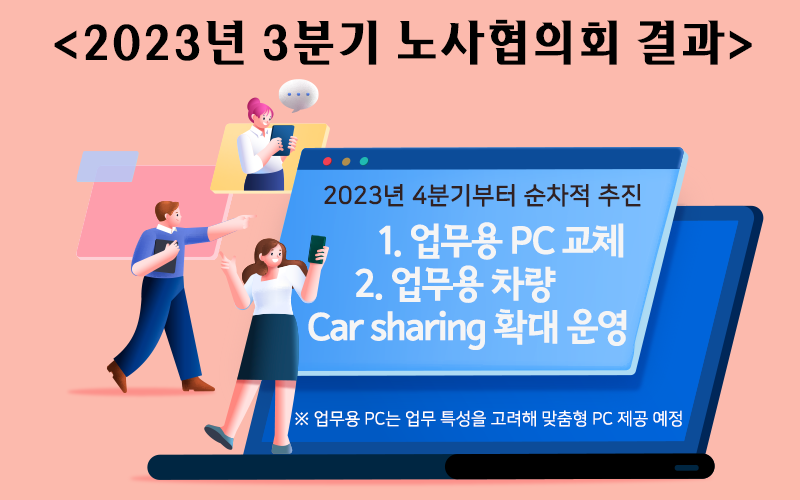 <2023년 3분기 노사협의회 결과>
2023년 4분기부터 순차적 추진
1. 업무용 PC 교체
2. 업무용 차량
Car sharing 확대 운영
※ 업무용 PC는 업무 특성을 고려해 맞춤형 PC 제공 예정